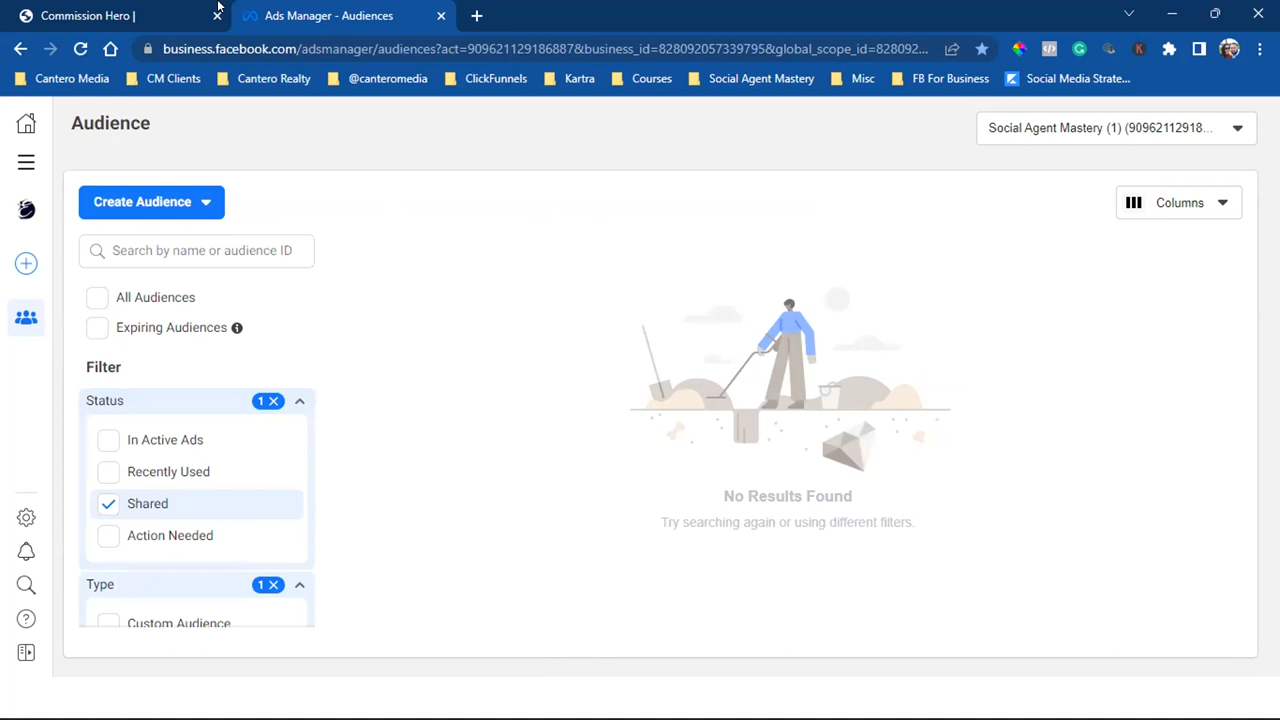 Commission Hero |
Ads Manager - Audiences
business.facebook.com/adsmanager/audiences?act=909621129186887&business_id=828092057339795&global_scope_id=828092...
Cantero Media
CM Clients
Cantero Realty
@canteromedia
ClickFunnels
Kartra
Courses
Social Agent Mastery
Misc
FB For Business
Social Media Strate...
Audience
Social Agent Mastery (1) (90962112918...
Create Audience
Columns
Search by name or audience ID
All Audiences
Expiring Audiences
Filter
Status
1 ×
In Active Ads
Recently Used
Shared
Action Needed
Type
1 ×
Custom Audience
No Results Found
Try searching again or using different filters.